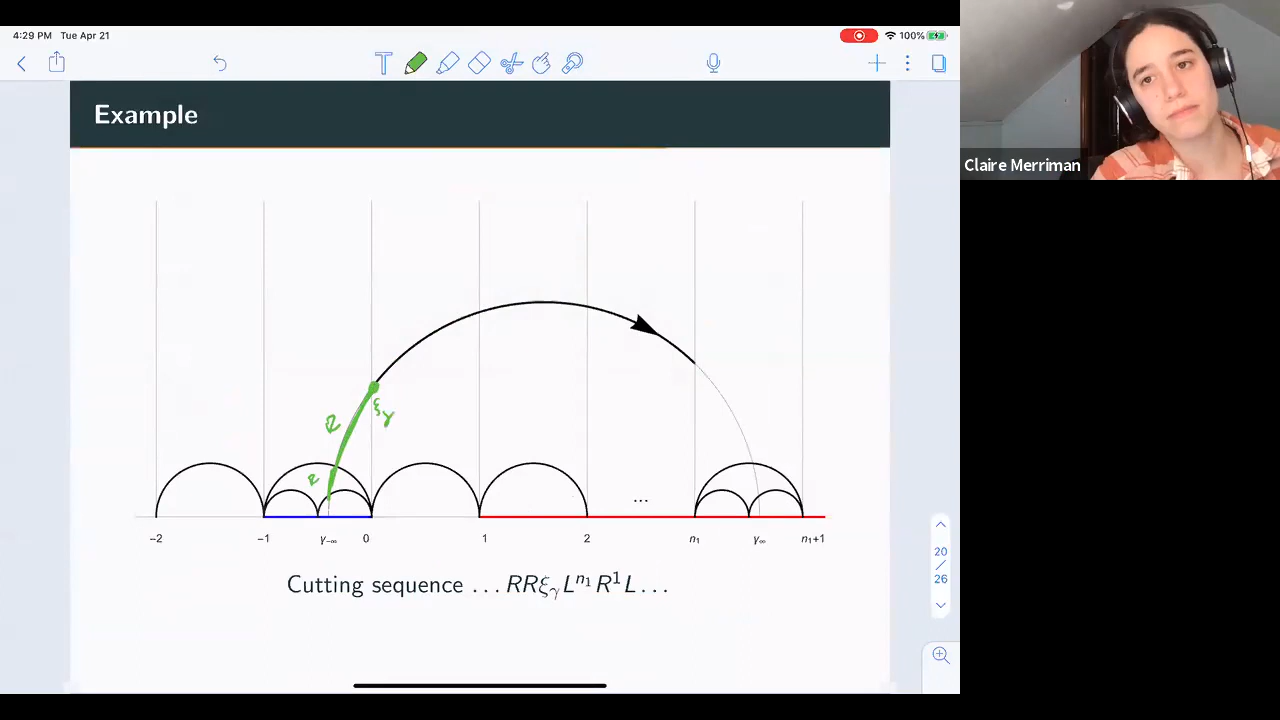 4:29 PM Tue Apr 21
100%
Claire Merriman
Example
R
ξγ
R
...
-2 -1 γ₋∞ 0 1 2 n₁ γ∞ n₁+1
Cutting sequence ...RRξγLⁿ¹R¹L...
20
/
26